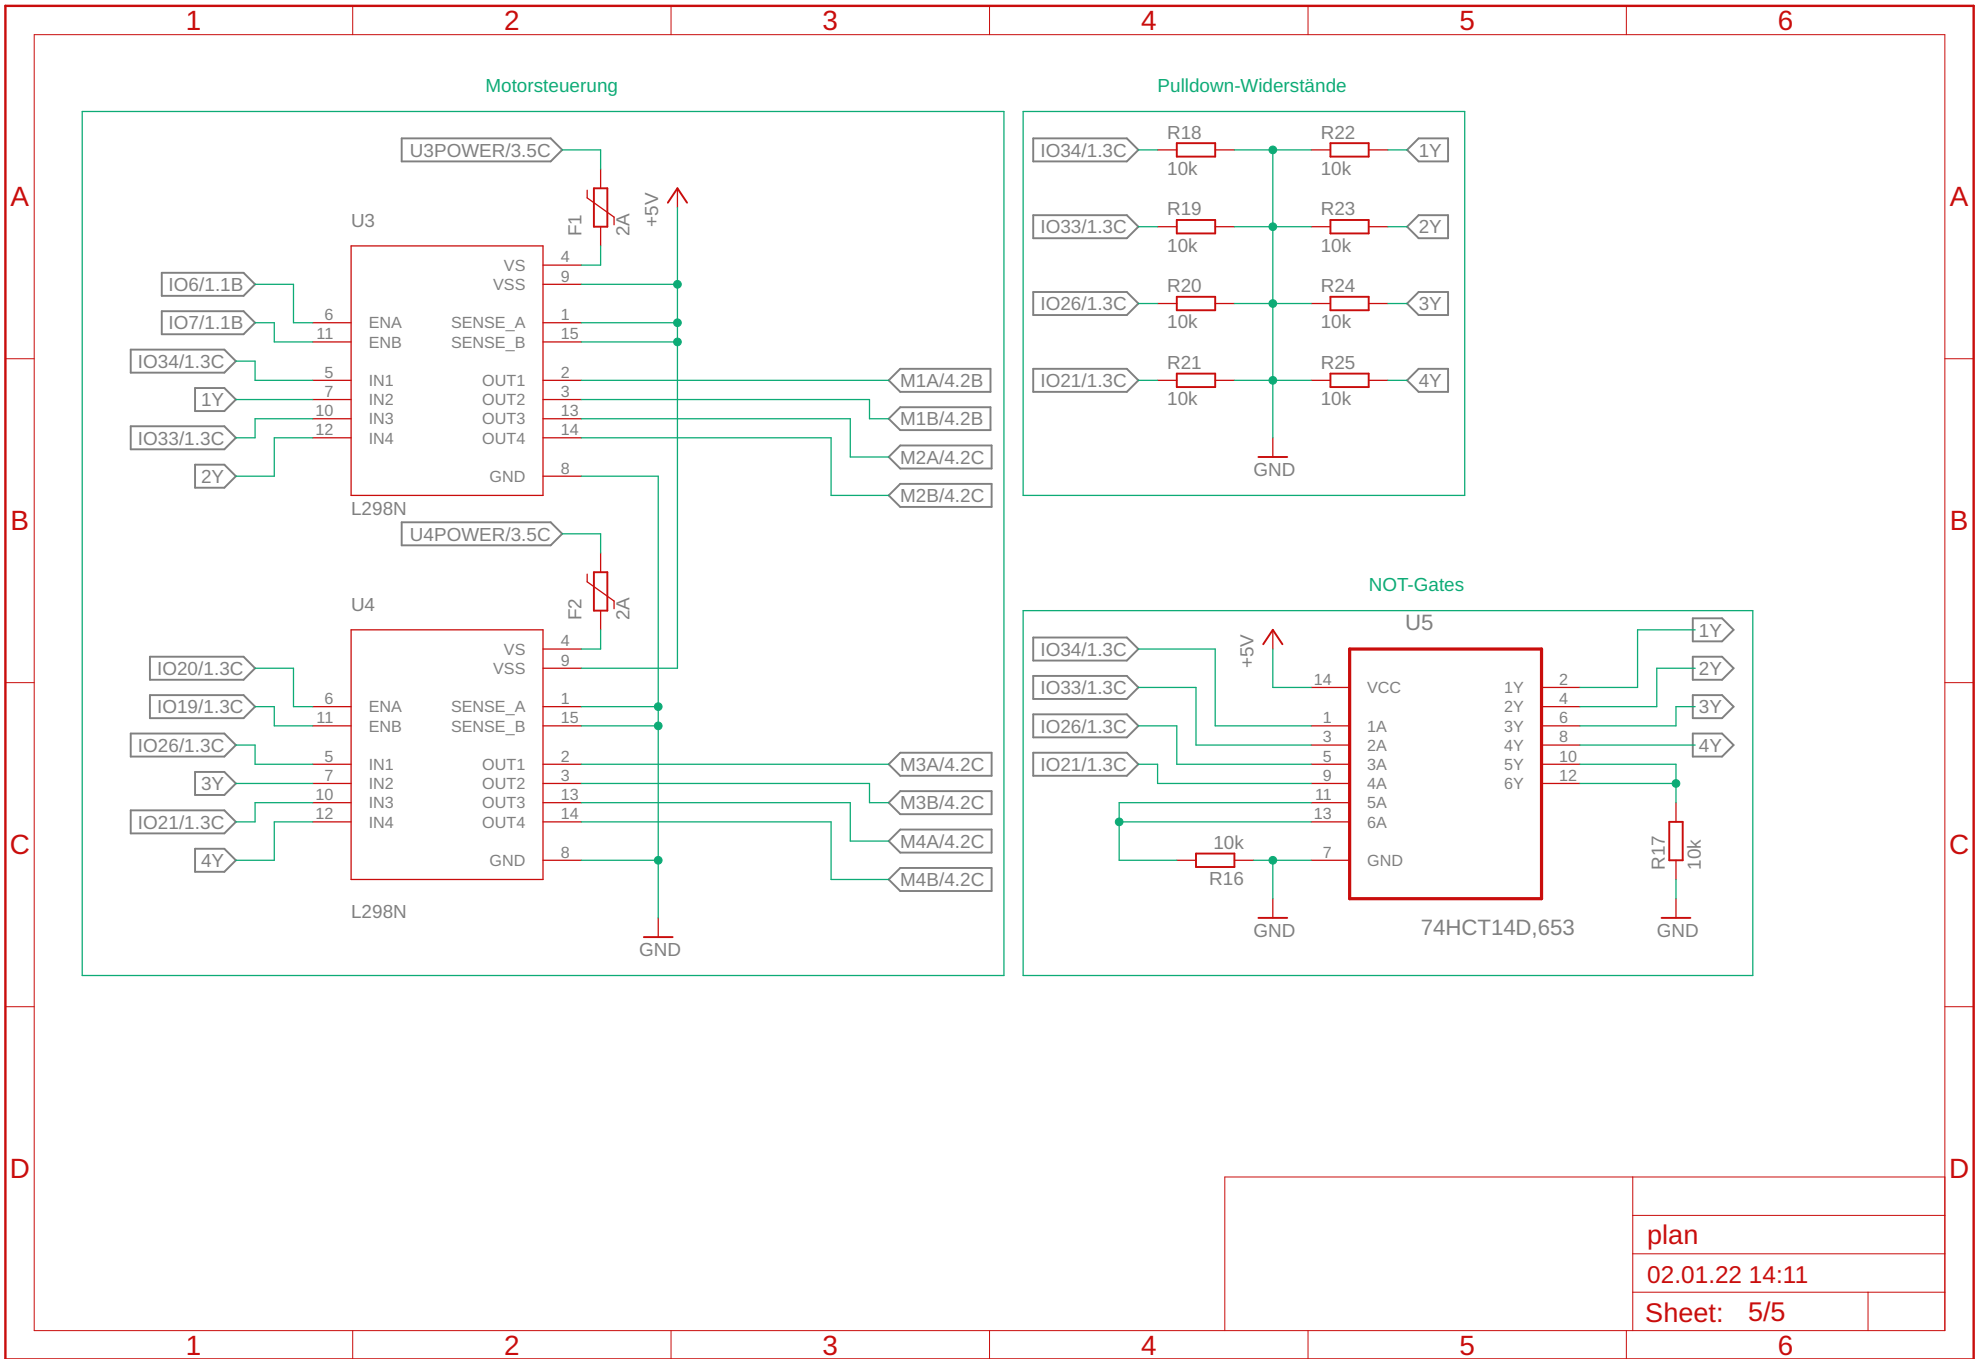 1 2 3 4 5 6
A A
B B
C C
D D
Motorsteuerung
U3POWER/3.5C
F1
2A
+5V
U3
IO6/1.1B
IO7/1.1B
IO34/1.3C
1Y
IO33/1.3C
2Y
6 ENA
11 ENB
5 IN1
7 IN2
10 IN3
12 IN4
VS 4
VSS 9
SENSE_A 1
SENSE_B 15
OUT1 2
OUT2 3
OUT3 13
OUT4 14
GND 8
L298N
M1A/4.2B
M1B/4.2B
M2A/4.2C
M2B/4.2C
U4POWER/3.5C
F2
2A
U4
IO20/1.3C
IO19/1.3C
IO26/1.3C
3Y
IO21/1.3C
4Y
6 ENA
11 ENB
5 IN1
7 IN2
10 IN3
12 IN4
VS 4
VSS 9
SENSE_A 1
SENSE_B 15
OUT1 2
OUT2 3
OUT3 13
OUT4 14
GND 8
L298N
M3A/4.2C
M3B/4.2C
M4A/4.2C
M4B/4.2C
GND
Pulldown-Widerstände
IO34/1.3C R18 10k R22 10k 1Y
IO33/1.3C R19 10k R23 10k 2Y
IO26/1.3C R20 10k R24 10k 3Y
IO21/1.3C R21 10k R25 10k 4Y
GND
NOT-Gates
U5
IO34/1.3C
IO33/1.3C
IO26/1.3C
IO21/1.3C
+5V
14 VCC
1 1A
3 2A
5 3A
9 4A
11 5A
13 6A
7 GND
1Y 2
2Y 4
3Y 6
4Y 8
5Y 10
6Y 12
1Y
2Y
3Y
4Y
10k
R16
GND
R17
10k
GND
74HCT14D,653
plan
02.01.22 14:11
Sheet: 5/5
1 2 3 4 5 6